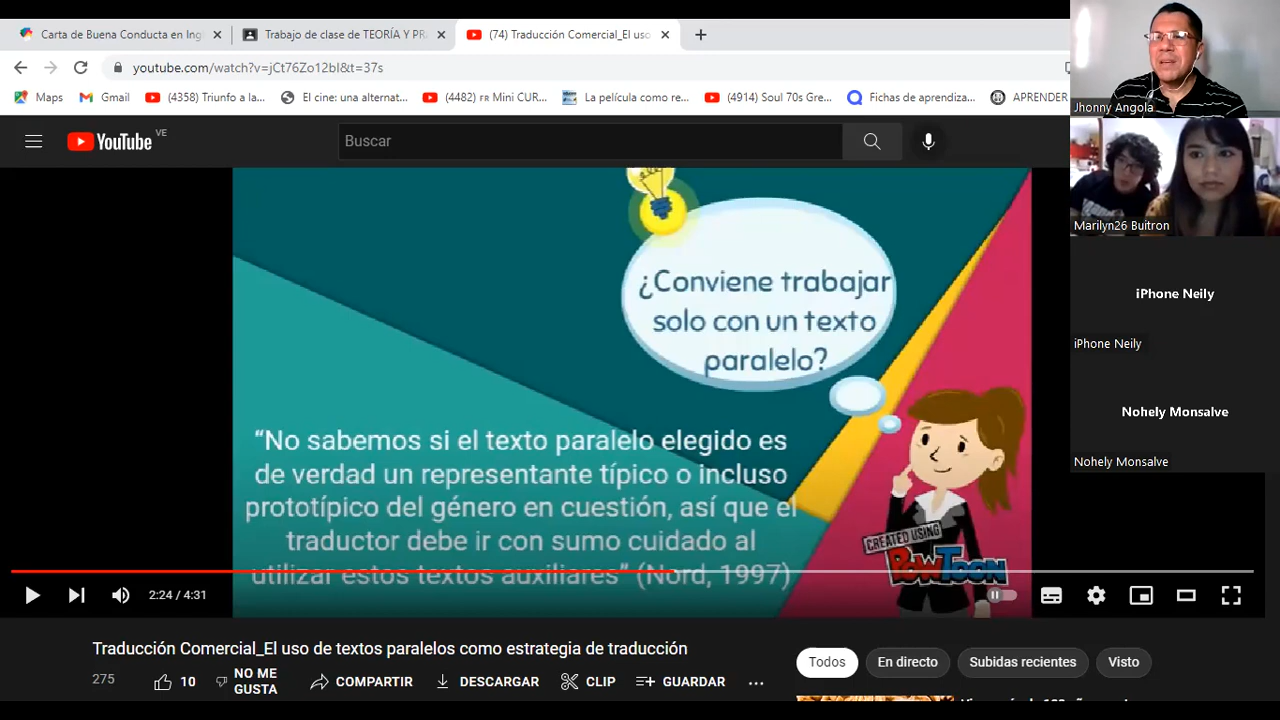 Carta de Buena Conducta en Ing
Trabajo de clase de TEORÍA Y PR
(74) Traducción Comercial_El uso
youtube.com/watch?v=jCt76Zo12bI&t=37s
Maps
Gmail
(4358) Triunfo a la...
El cine: una alternat...
(4482) FR Mini CUR...
La película como re...
(4914) Soul 70s Gre...
Fichas de aprendiza...
APRENDER
YouTube
VE
Buscar
¿Conviene trabajar
solo con un texto
paralelo?
“No sabemos si el texto paralelo elegido es
de verdad un representante típico o incluso
prototípico del género en cuestión, así que el
traductor debe ir con sumo cuidado al
utilizar estos textos auxiliares” (Nord, 1997)
CREATED USING
POWTOON
2:24 / 4:31
Traducción Comercial_El uso de textos paralelos como estrategia de traducción
275
10
NO ME
GUSTA
COMPARTIR
DESCARGAR
CLIP
GUARDAR
Todos
En directo
Subidas recientes
Visto
Jhonny Angola
Marilyn26 Buitron
iPhone Neily
iPhone Neily
Nohely Monsalve
Nohely Monsalve